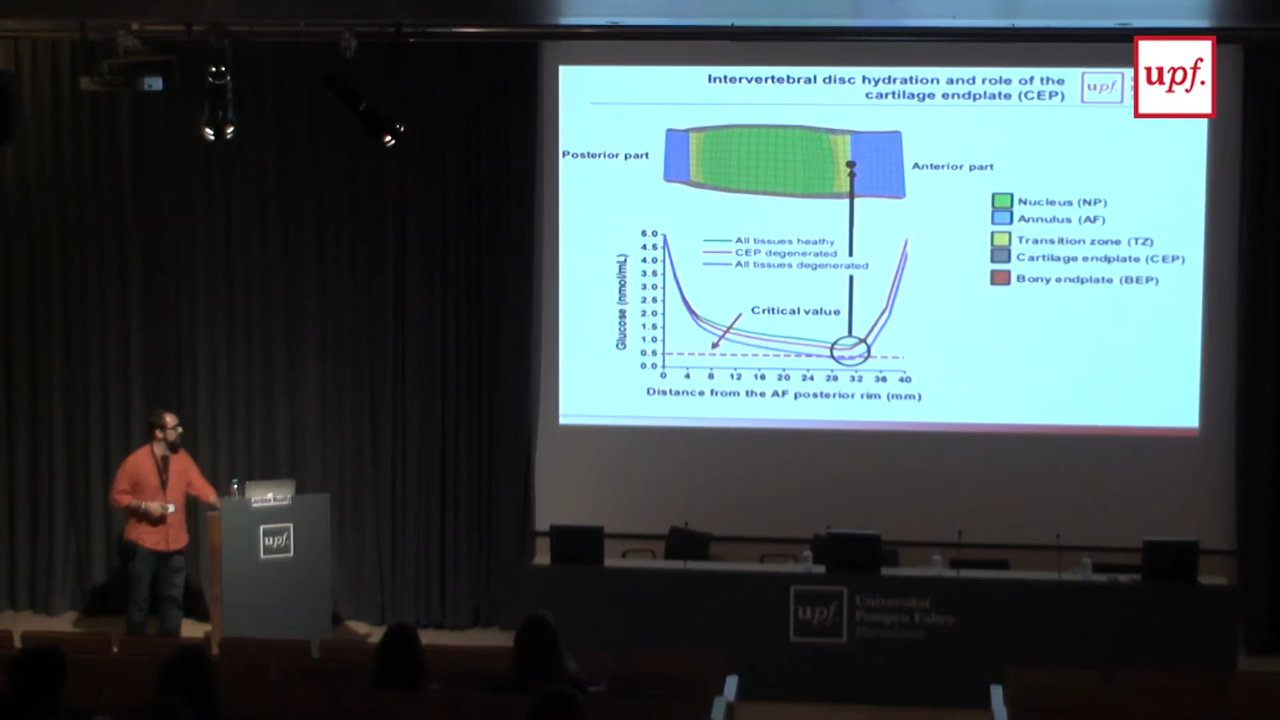 Intervertebral disc hydration and role of the
cartilage endplate (CEP)
upf.
upf.
Posterior part
Anterior part
Nucleus (NP)
Annulus (AF)
Transition zone (TZ)
Cartilage endplate (CEP)
Bony endplate (BEP)
All tissues heathy
CEP degenerated
All tissues degenerated
Critical value
Glucose (nmol/mL)
5.0
4.5
4.0
3.5
3.0
2.5
2.0
1.5
1.0
0.5
0.0
0 4 8 12 16 20 24 28 32 36 40
Distance from the AF posterior rim (mm)
upf.
upf.
Universitat
Pompeu Fabra
Barcelona